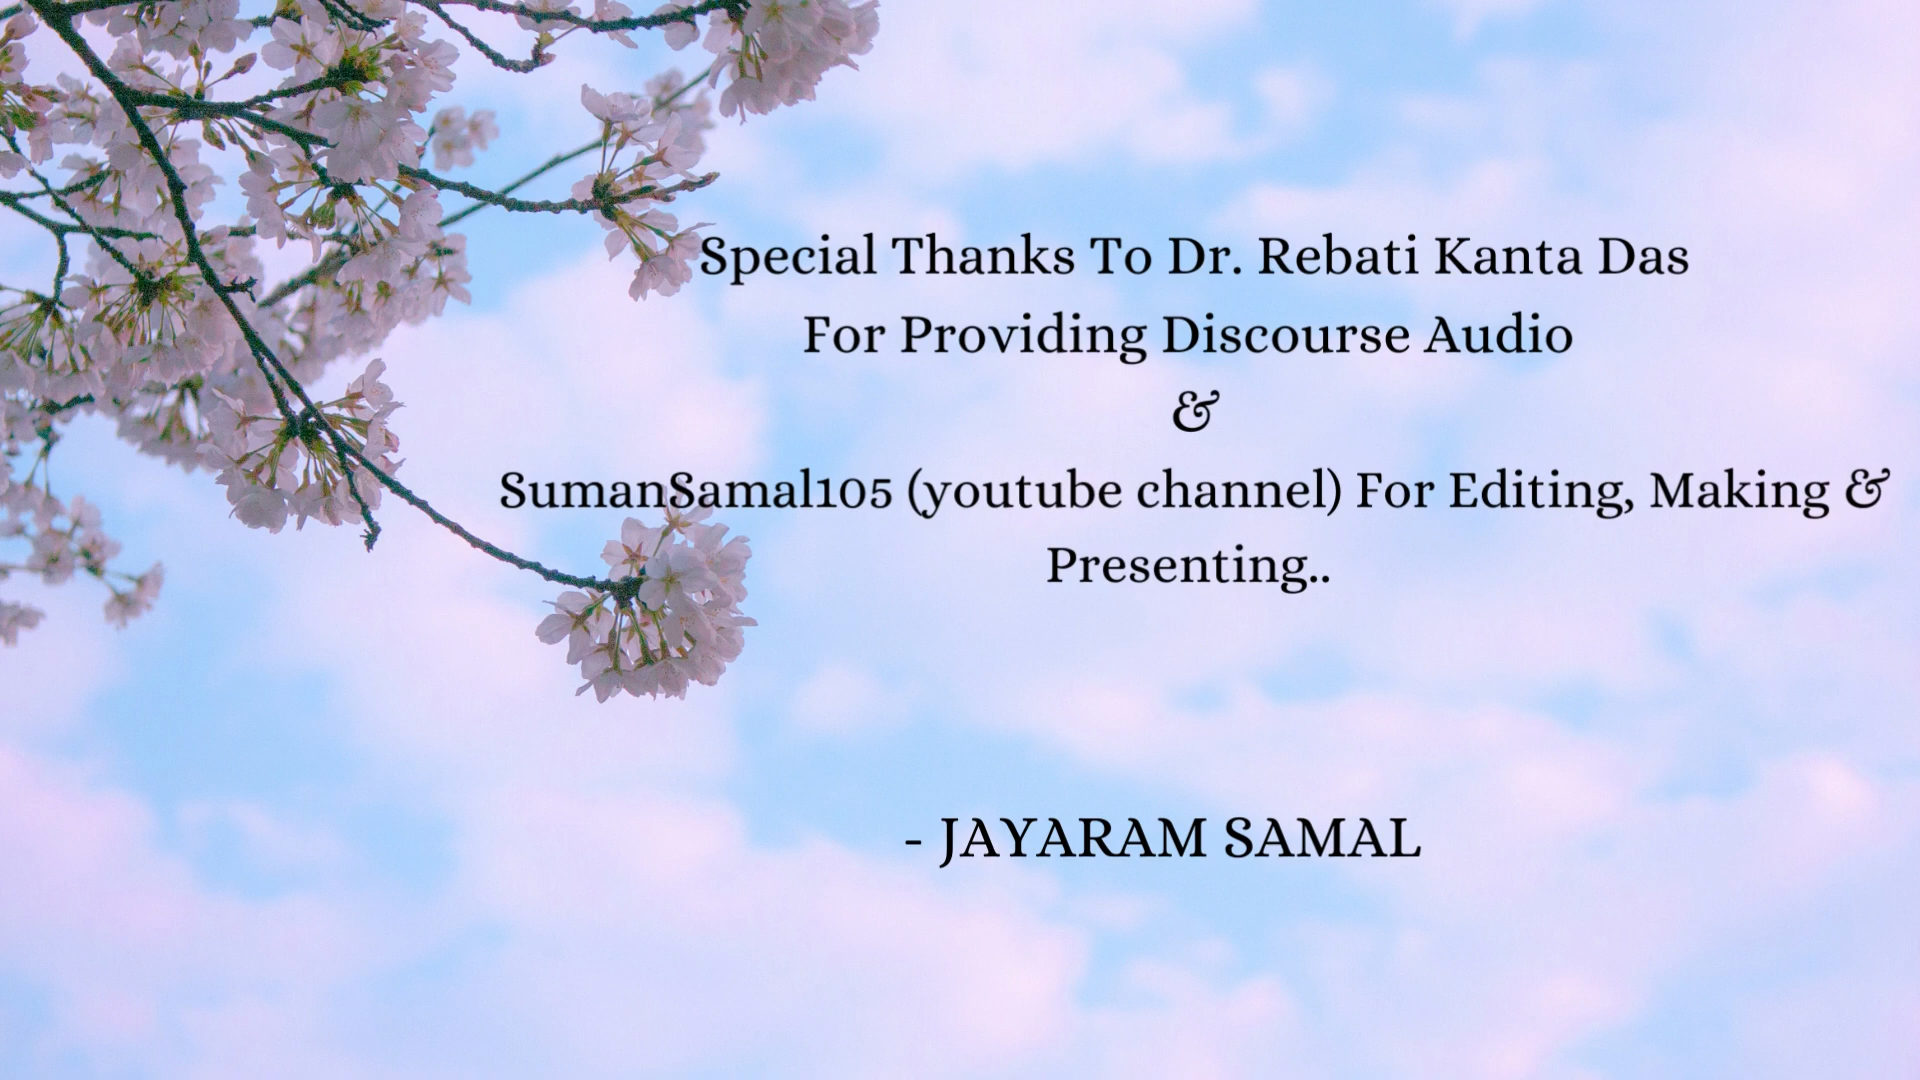 Special Thanks To Dr. Rebati Kanta Das
For Providing Discourse Audio
&
SumanSamal105 (youtube channel) For Editing, Making &
Presenting..
- JAYARAM SAMAL